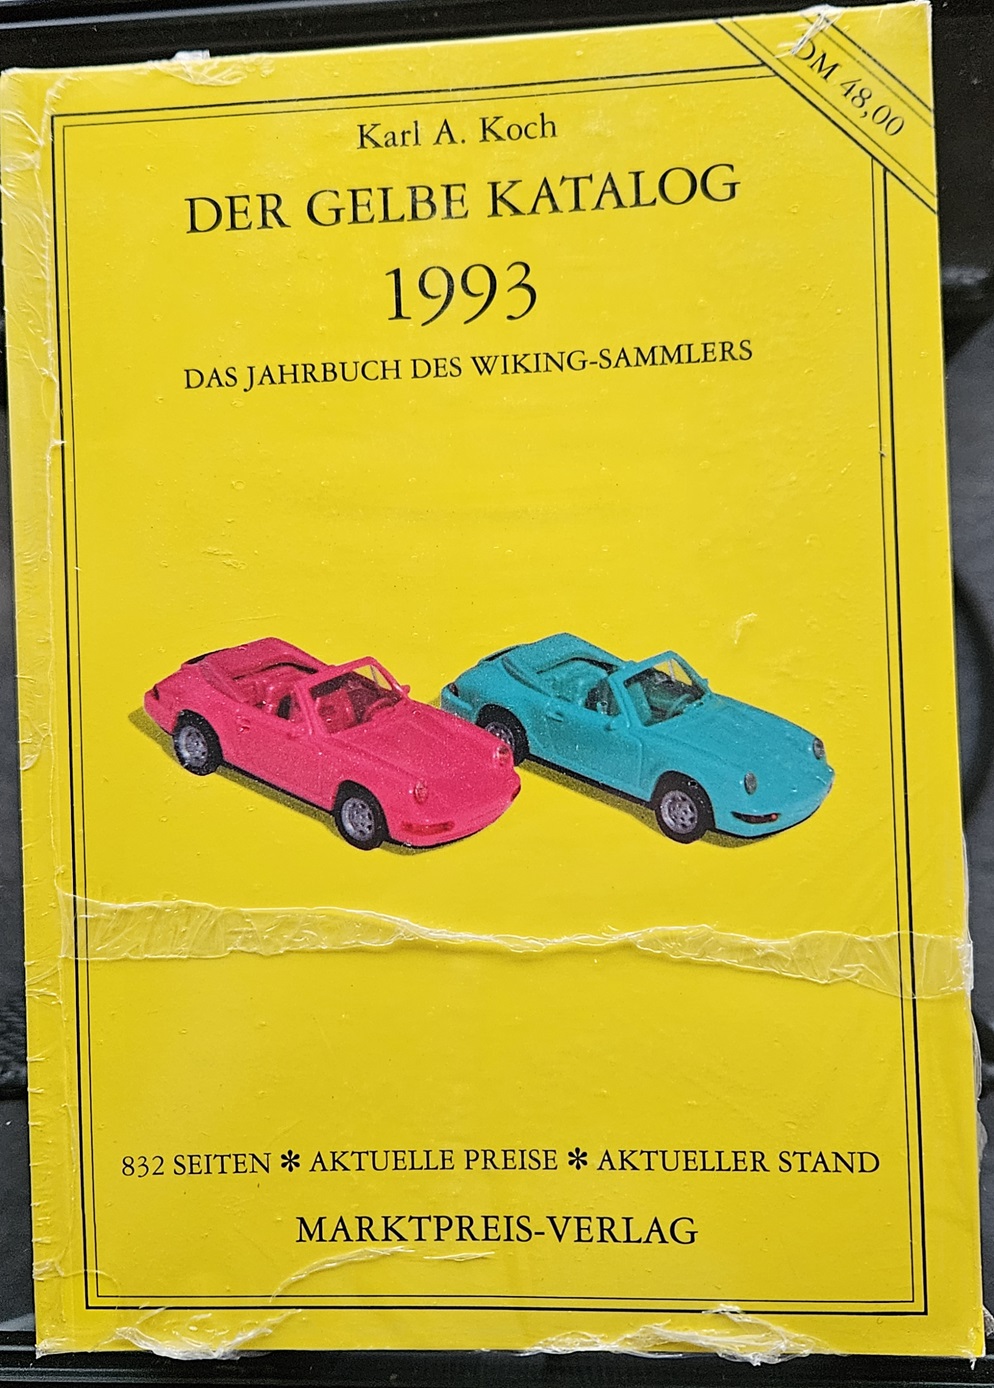 DM 48,00
Karl A. Koch
DER GELBE KATALOG
1993
DAS JAHRBUCH DES WIKING-SAMMLERS
832 SEITEN ✻ AKTUELLE PREISE ✻ AKTUELLER STAND
MARKTPREIS-VERLAG